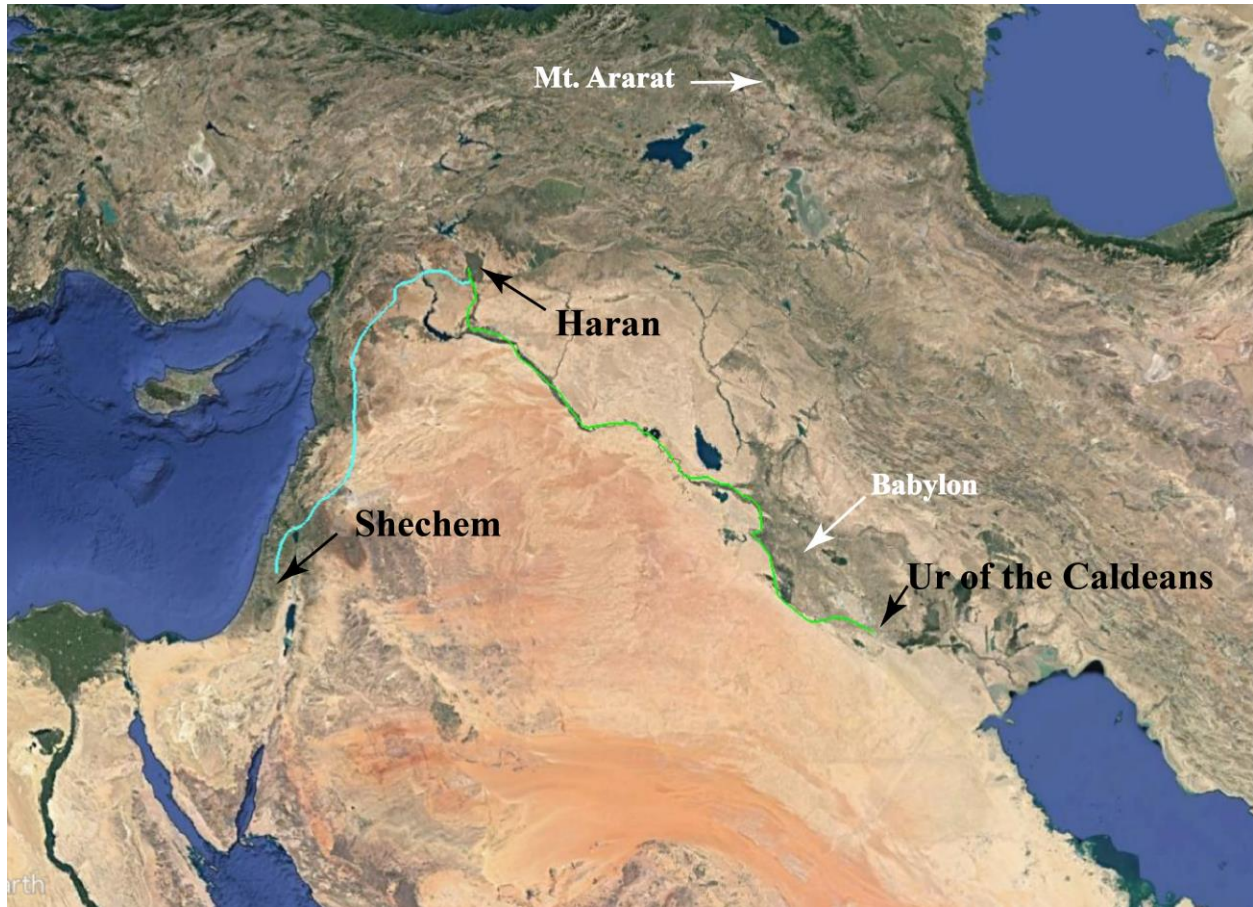 Mt. Ararat
Haran
Babylon
Shechem
Ur of the Caldeans
arth